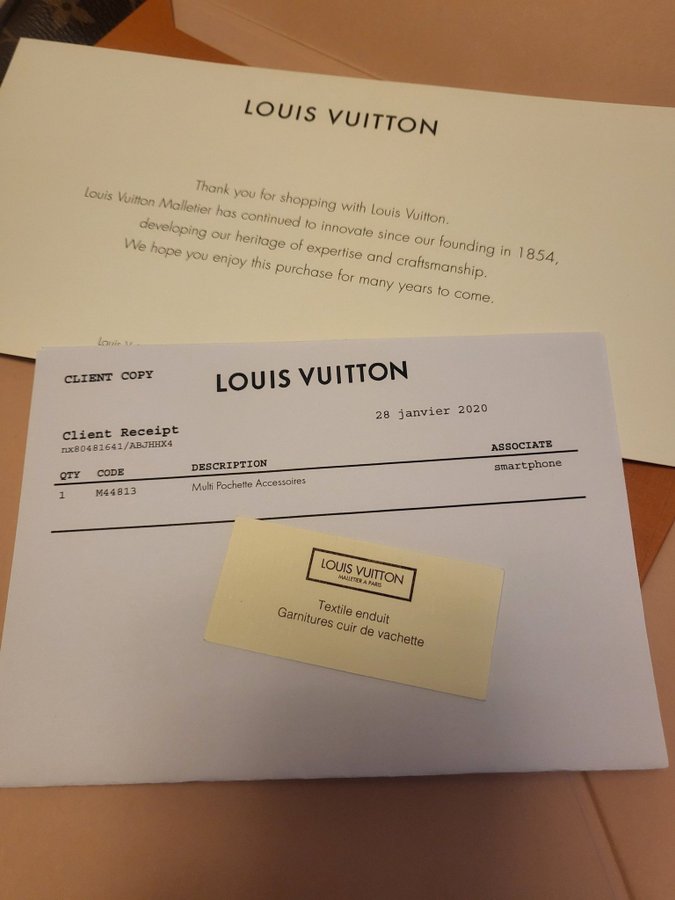 LOUIS VUITTON
Thank you for shopping with Louis Vuitton.
Louis Vuitton Malletier has continued to innovate since our founding in 1854,
developing our heritage of expertise and craftsmanship.
We hope you enjoy this purchase for many years to come.
CLIENT COPY
LOUIS VUITTON
28 janvier 2020
Client Receipt
nx80481641/ABJHHX4
QTY CODE DESCRIPTION ASSOCIATE
1 M44813 Multi Pochette Accessoires smartphone
LOUIS VUITTON
MALLETIER A PARIS
Textile enduit
Garnitures cuir de vachette